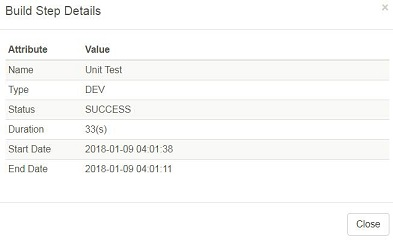 Build Step Details
×
Attribute Value
Name Unit Test
Type DEV
Status SUCCESS
Duration 33(s)
Start Date 2018-01-09 04:01:38
End Date 2018-01-09 04:01:11
Close